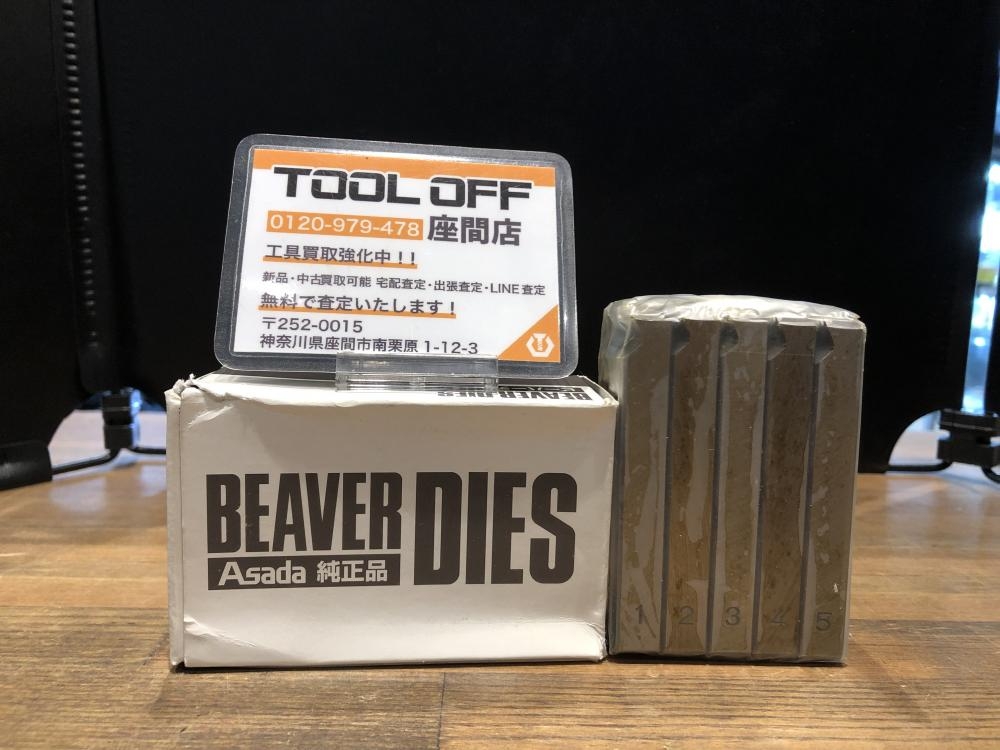 TOOL OFF
0120-979-478 座間店
工具買取強化中!!
新品・中古買取可能 宅配査定・出張査定・LINE査定
無料で査定いたします!
〒252-0015
神奈川県座間市南栗原1-12-3
BEAVER DIES
BEAVER DIES
Asada 純正品
1 2 3 4 5